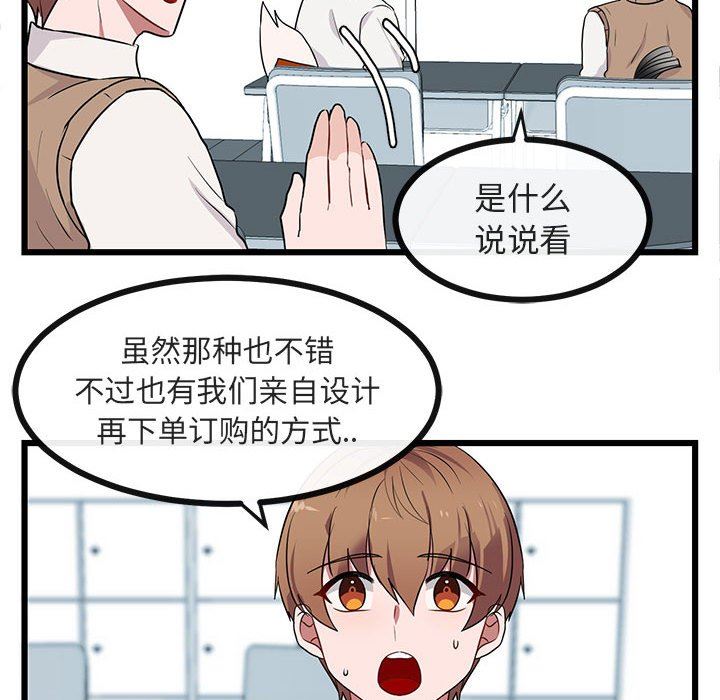 是什么
说说看
虽然那种也不错
不过也有我们亲自设计
再下单订购的方式..